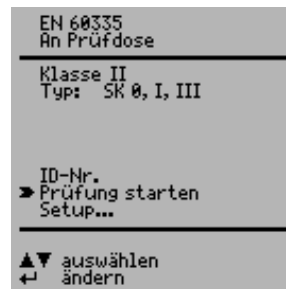 EN 60335
An Prüfdose
Klasse II
Typ: SK 0, I, III
ID-Nr.
Prüfung starten
Setup...
auswählen
ändern